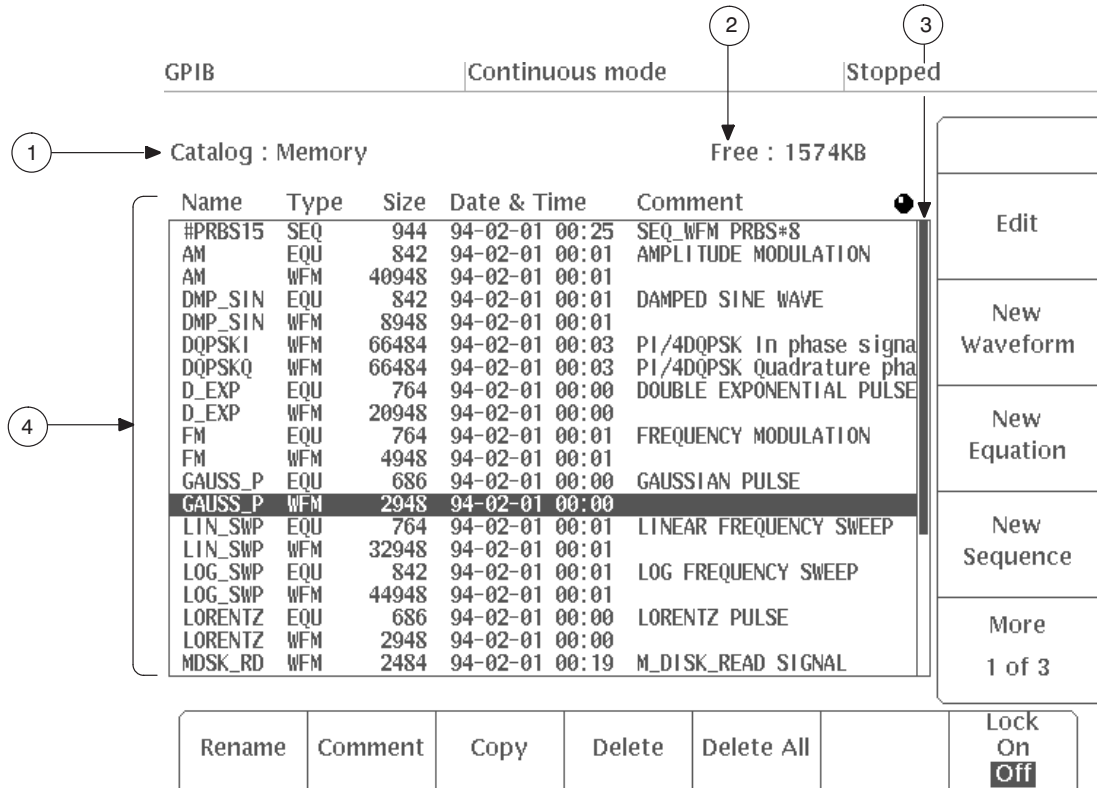 2
3
GPIB Continuous mode Stopped
1
Catalog : Memory Free : 1574KB
4
Name Type Size Date & Time Comment
#PRBS15 SEQ 944 94-02-01 00:25 SEQ_WFM PRBS*8
AM EQU 842 94-02-01 00:01 AMPLITUDE MODULATION
AM WFM 40948 94-02-01 00:01
DMP_SIN EQU 842 94-02-01 00:01 DAMPED SINE WAVE
DMP_SIN WFM 8948 94-02-01 00:01
DQPSKI WFM 66484 94-02-01 00:03 PI/4DQPSK In phase signa
DQPSKQ WFM 66484 94-02-01 00:03 PI/4DQPSK Quadrature pha
D_EXP EQU 764 94-02-01 00:00 DOUBLE EXPONENTIAL PULSE
D_EXP WFM 20948 94-02-01 00:00
FM EQU 764 94-02-01 00:01 FREQUENCY MODULATION
FM WFM 4948 94-02-01 00:01
GAUSS_P EQU 686 94-02-01 00:00 GAUSSIAN PULSE
GAUSS_P WFM 2948 94-02-01 00:00
LIN_SWP EQU 764 94-02-01 00:01 LINEAR FREQUENCY SWEEP
LIN_SWP WFM 32948 94-02-01 00:01
LOG_SWP EQU 842 94-02-01 00:01 LOG FREQUENCY SWEEP
LOG_SWP WFM 44948 94-02-01 00:01
LORENTZ EQU 686 94-02-01 00:00 LORENTZ PULSE
LORENTZ WFM 2948 94-02-01 00:00
MDSK_RD WFM 2484 94-02-01 00:19 M_DISK_READ SIGNAL
Edit
New
Waveform
New
Equation
New
Sequence
More
1 of 3
Rename Comment Copy Delete Delete All
Lock
On
Off